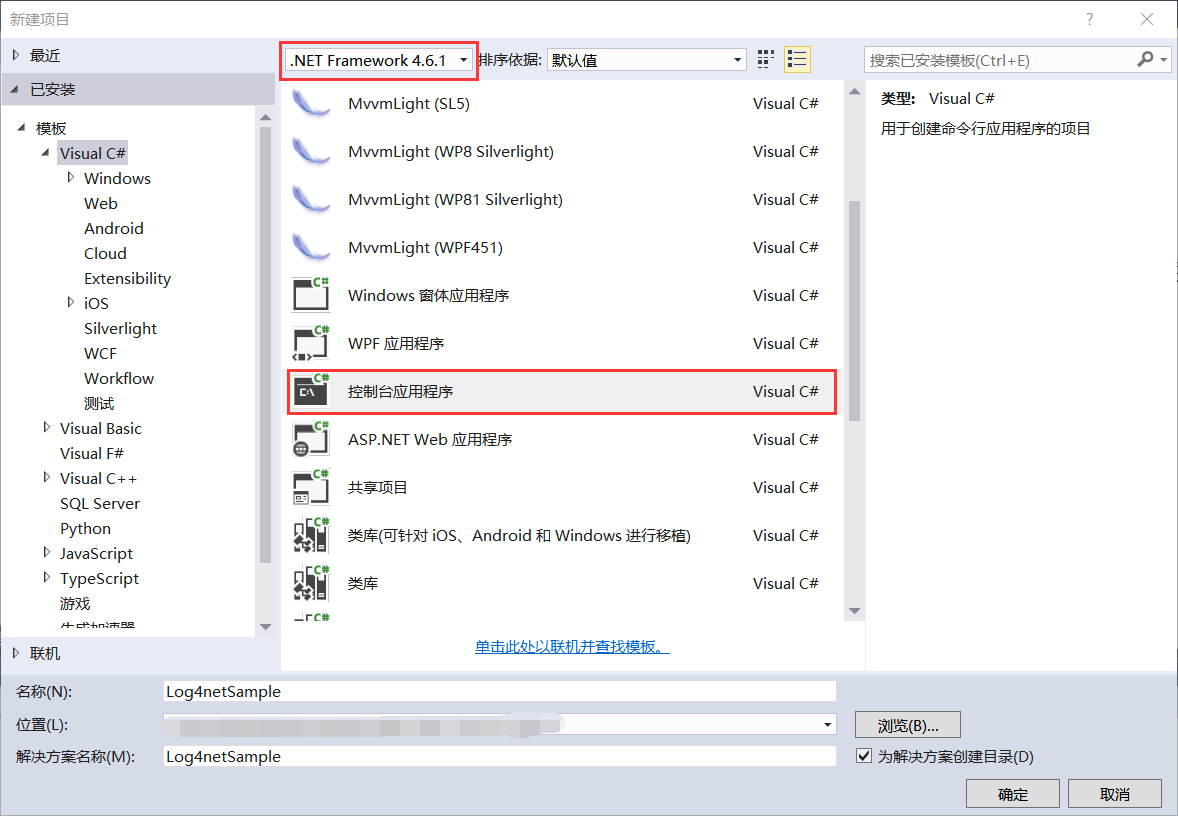 新建项目
?
最近
已安装
模板
Visual C#
Windows
Web
Android
Cloud
Extensibility
iOS
Silverlight
WCF
Workflow
测试
Visual Basic
Visual F#
Visual C++
SQL Server
Python
JavaScript
TypeScript
游戏
生成加速器
联机
.NET Framework 4.6.1 排序依据: 默认值
MvvmLight (SL5) Visual C#
MvvmLight (WP8 Silverlight) Visual C#
MvvmLight (WP81 Silverlight) Visual C#
MvvmLight (WPF451) Visual C#
C# Windows 窗体应用程序 Visual C#
C# WPF 应用程序 Visual C#
C# C:\ 控制台应用程序 Visual C#
C# ASP.NET Web 应用程序 Visual C#
C# 共享项目 Visual C#
C# 类库(可针对 iOS、Android 和 Windows 进行移植) Visual C#
C# 类库 Visual C#
C#
单击此处以联机并查找模板。
搜索已安装模板(Ctrl+E)
类型: Visual C#
用于创建命令行应用程序的项目
名称(N): Log4netSample
位置(L): 浏览(B)...
解决方案名称(M): Log4netSample
为解决方案创建目录(D)
确定 取消